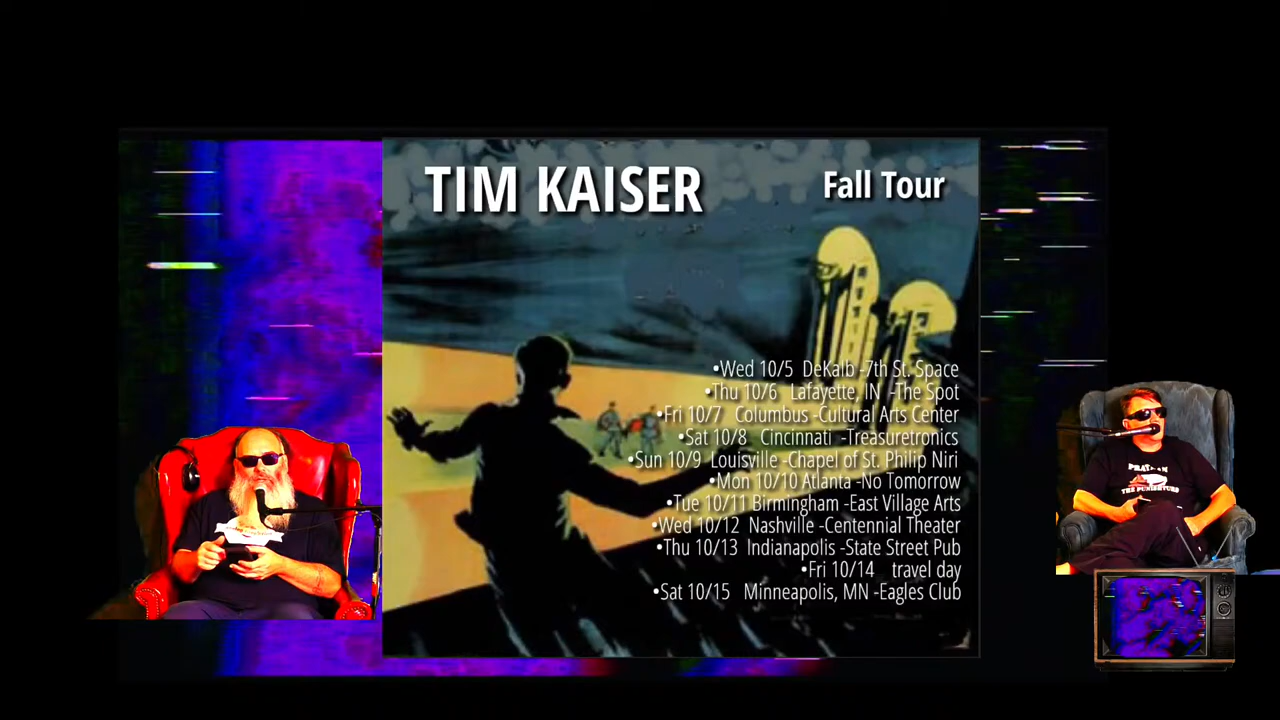 TIM KAISER
Fall Tour
•Wed 10/5 DeKalb -7th St. Space
•Thu 10/6 Lafayette, IN -The Spot
•Fri 10/7 Columbus -Cultural Arts Center
•Sat 10/8 Cincinnati -Treasuretronics
•Sun 10/9 Louisville -Chapel of St. Philip Niri
•Mon 10/10 Atlanta -No Tomorrow
•Tue 10/11 Birmingham -East Village Arts
•Wed 10/12 Nashville -Centennial Theater
•Thu 10/13 Indianapolis -State Street Pub
•Fri 10/14 travel day
•Sat 10/15 Minneapolis, MN -Eagles Club